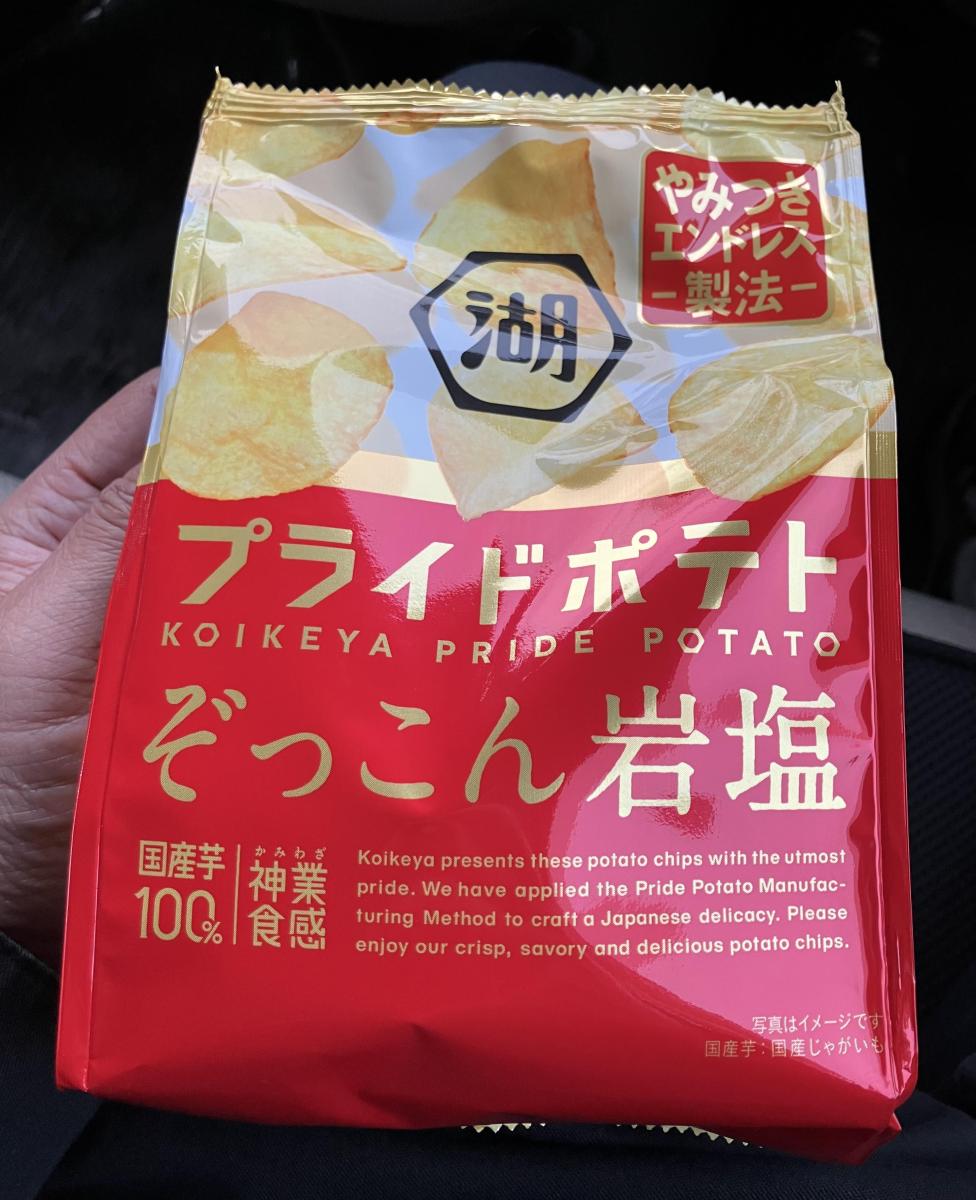 やみつき
エンドレス
-製法-
湖
プライドポテト
KOIKEYA PRIDE POTATO
ぞっこん岩塩
国産芋
100%
かみわざ
神業
食感
Koikeya presents these potato chips with the utmost
pride. We have applied the Pride Potato Manufac-
turing Method to craft a Japanese delicacy. Please
enjoy our crisp, savory and delicious potato chips.
写真はイメージです
国産芋：国産じゃがいも